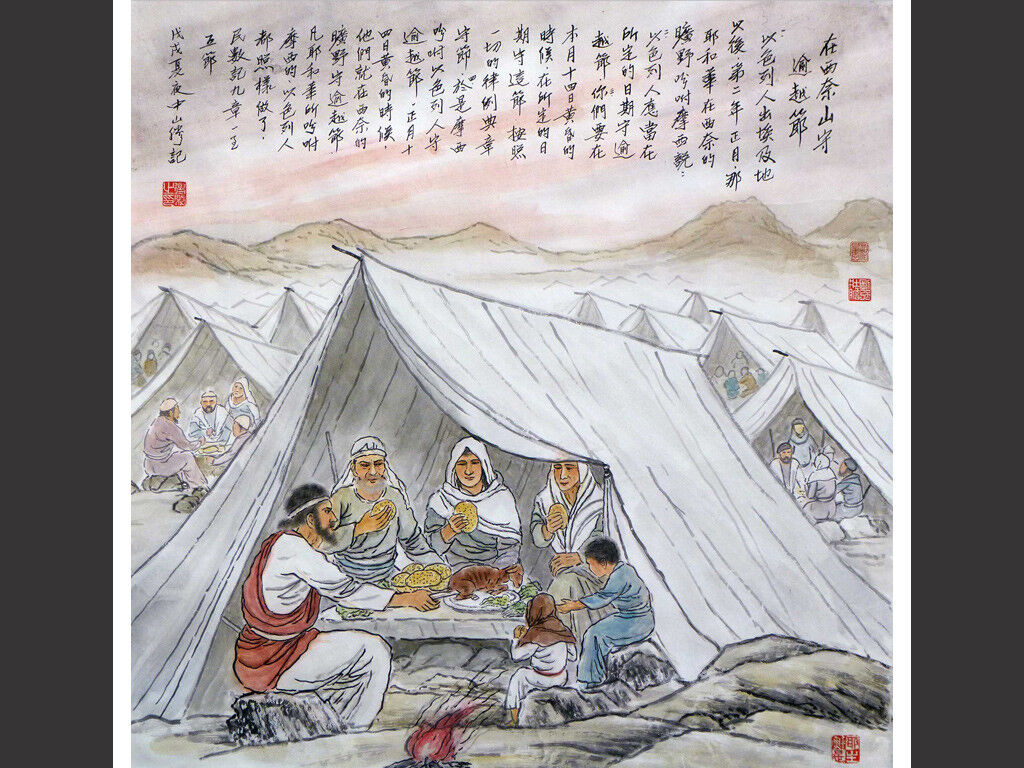 在西奈山守
逾越節
以色列人出埃及地
以後，第二年正月，那
耶和華在西奈的
曠野吩咐摩西說：
以色列人應當在
所定的日期守逾
越節，你們要在
本月十四日黃昏的
時候，在所定的日
期守這節，按照
一切的律例典章
守節，於是摩西
吩咐以色列人守
逾越節，正月十
四日黃昏的時候，
他們就在西奈的
曠野守逾越節，
凡耶和華所吩咐
摩西的，以色列人
都照樣做了。
民數記九章一至
五節
戊戌夏夜 記